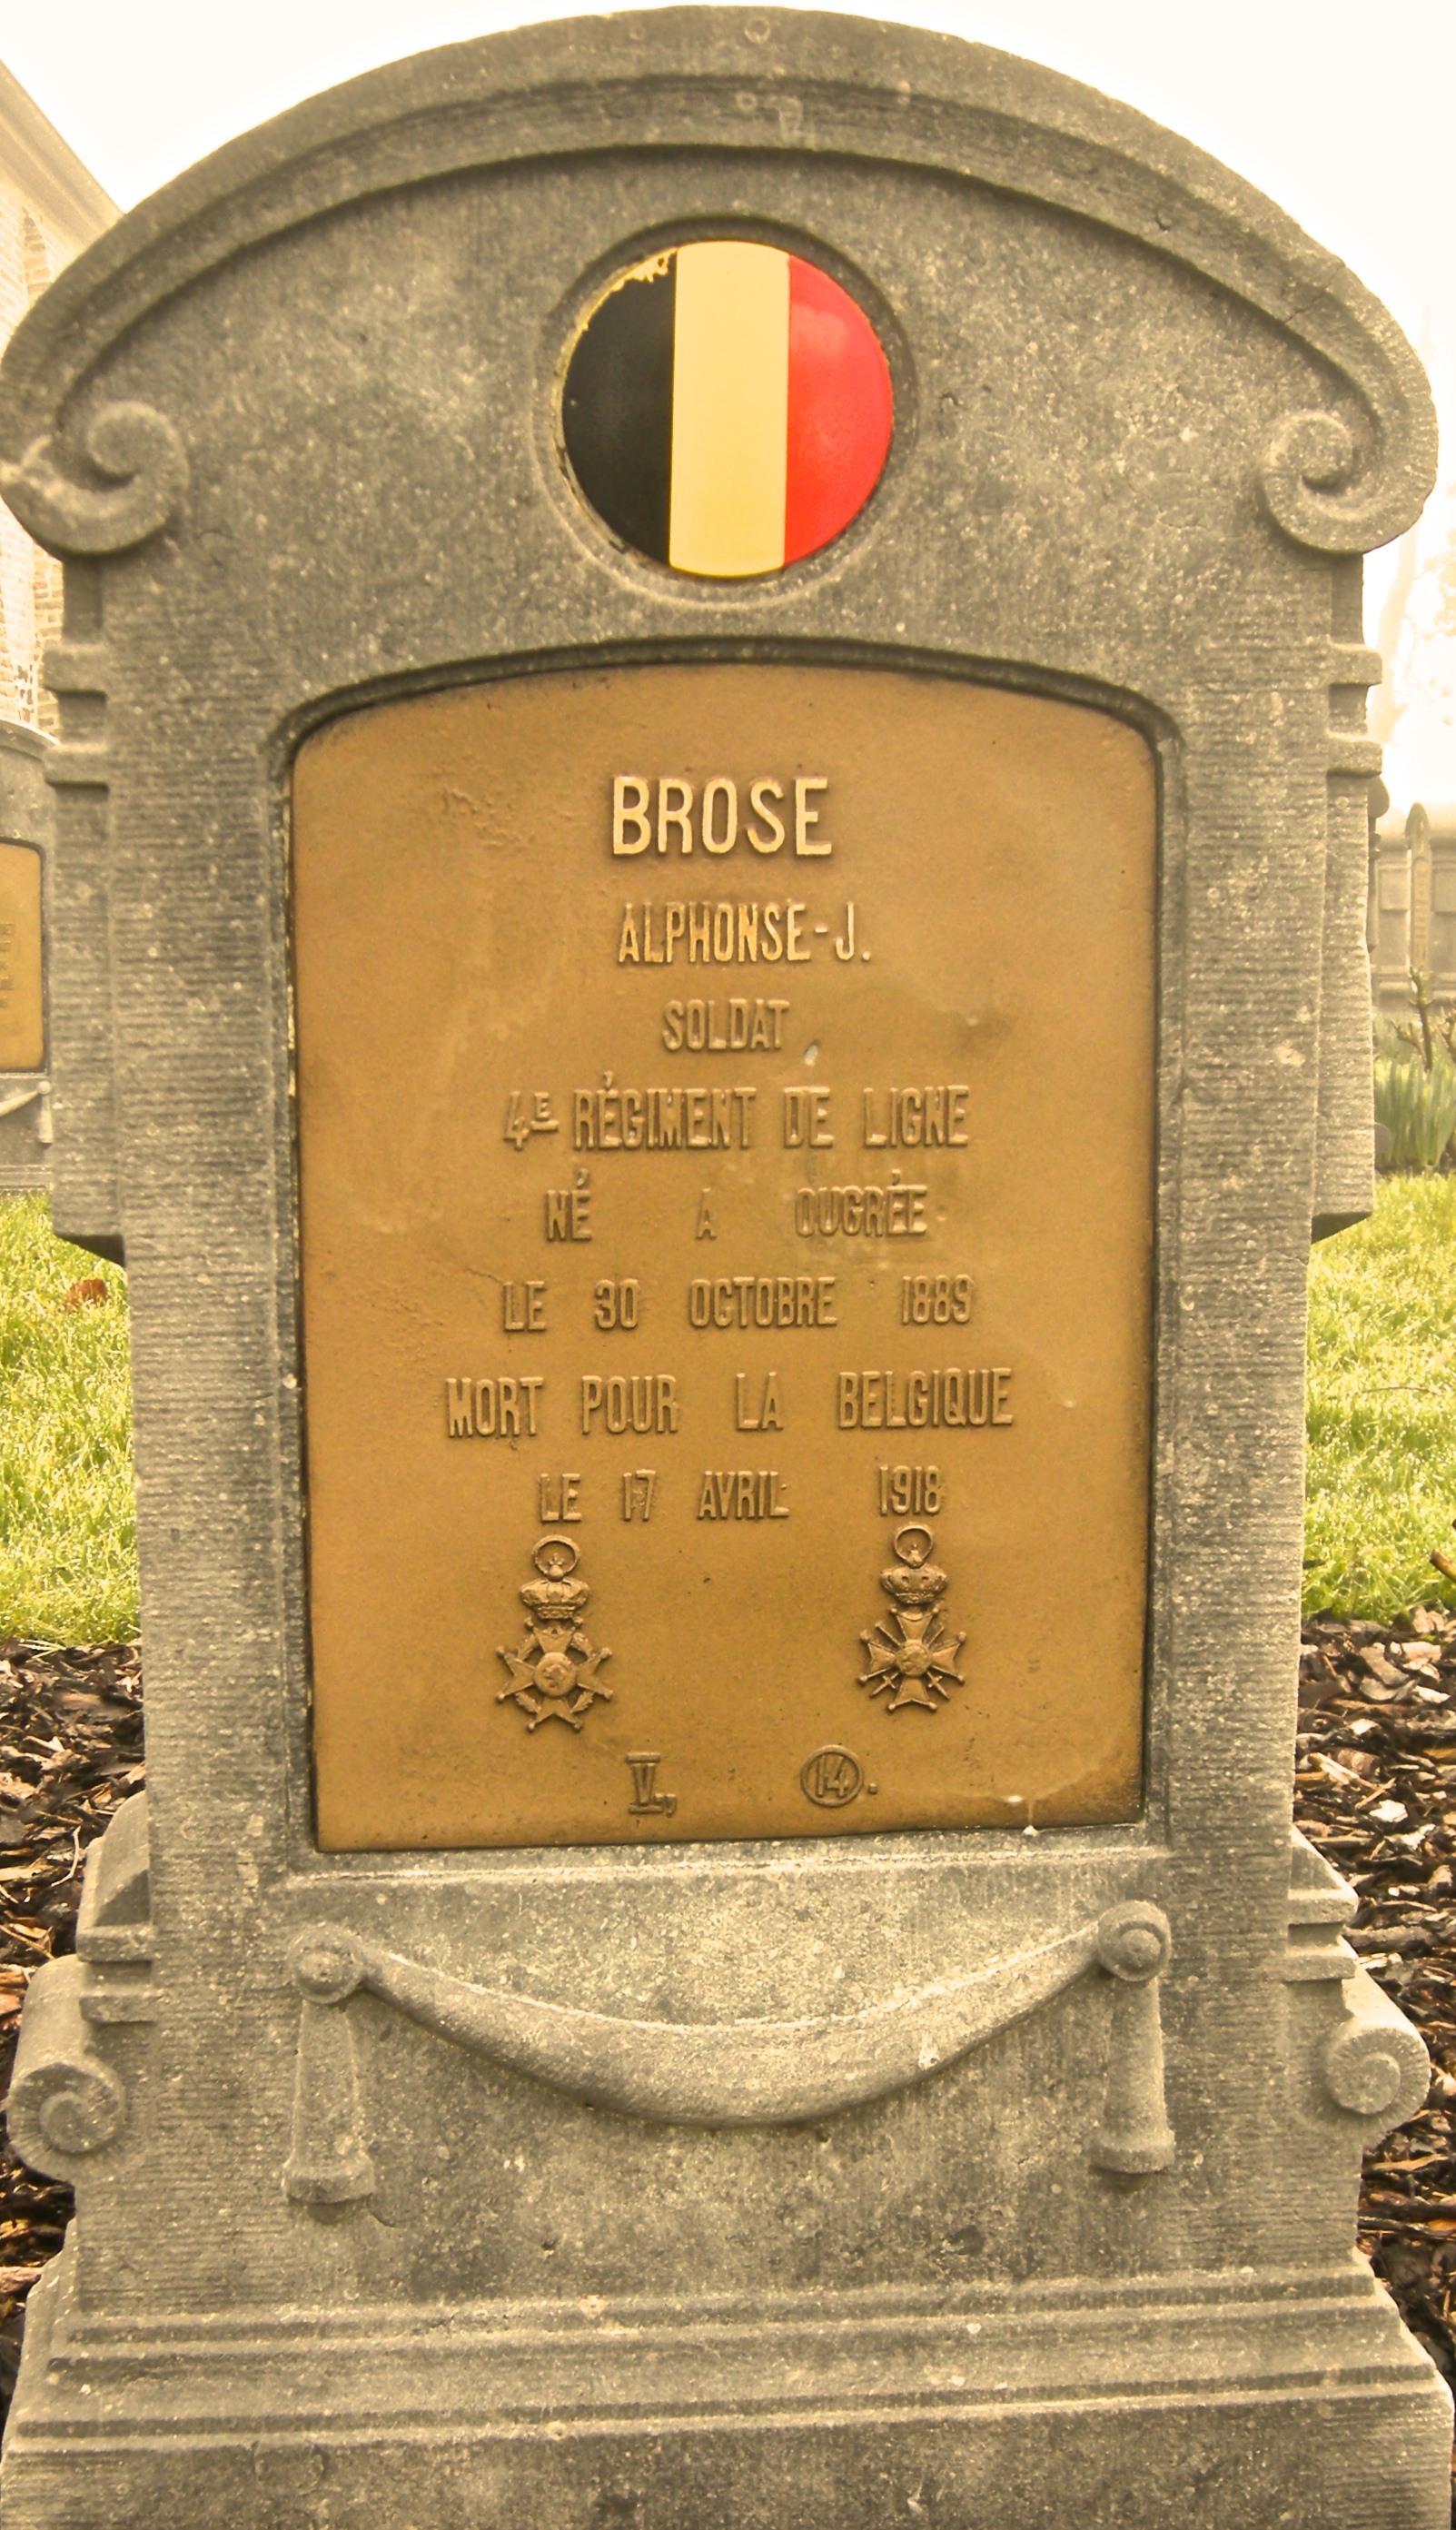 BROSE
ALPHONSE-J.
SOLDAT
4E RÉGIMENT DE LIGNE
NÉ A OUGRÉE
LE 30 OCTOBRE 1889
MORT POUR LA BELGIQUE
LE 17 AVRIL 1918
V, 14.